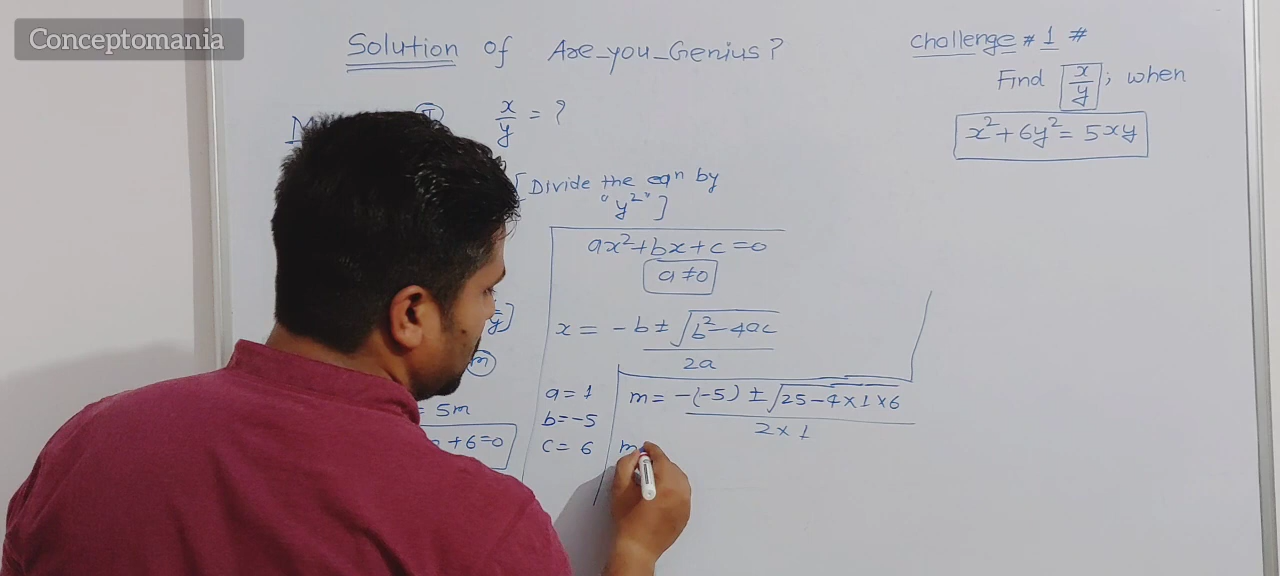 Conceptomania
Solution of Are_you_Genius?
challenge # 1 #
Find x/y ; when
x²+6y²=5xy
II x/y = ?
[Divide the eqn by
"y²"]
ax²+bx+c=0
a≠0
x = -b ± √b²-4ac
2a
m
= 5m
+6=0
a=1
b=-5
c=6
m = -(-5) ± √25-4×1×6
2×1
m